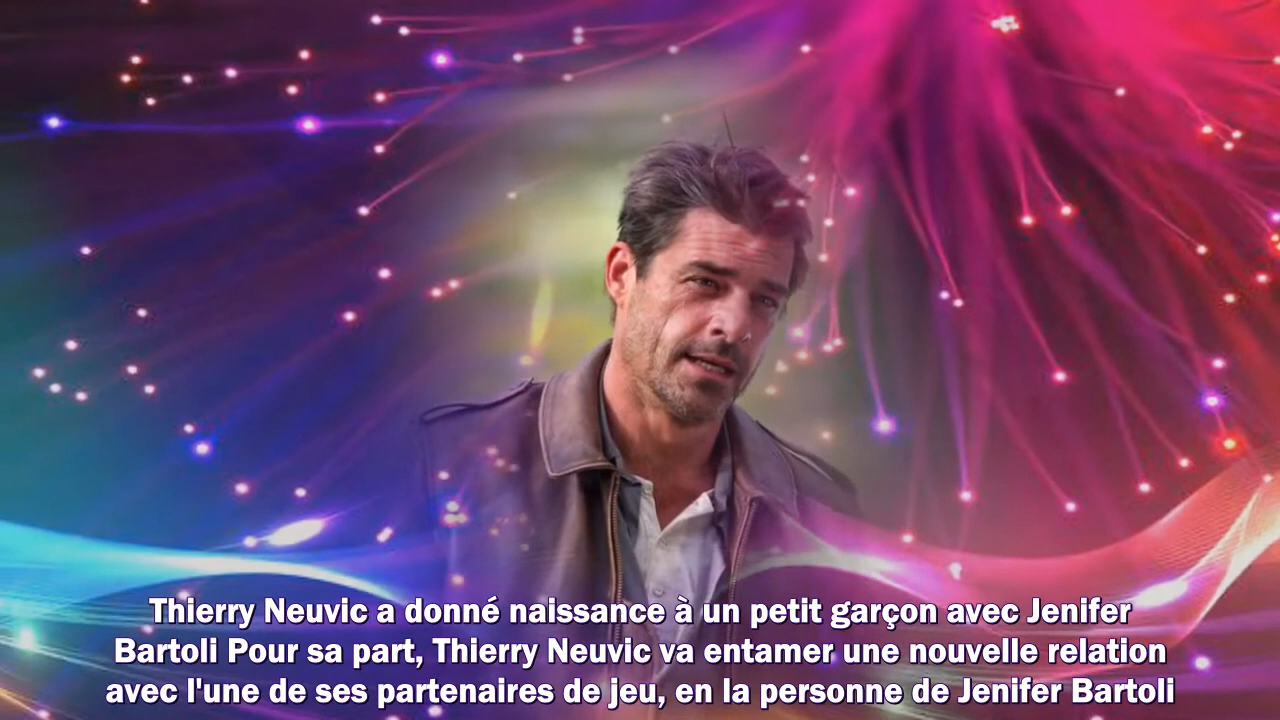 Thierry Neuvic a donné naissance à un petit garçon avec Jenifer
Bartoli Pour sa part, Thierry Neuvic va entamer une nouvelle relation
avec l'une de ses partenaires de jeu, en la personne de Jenifer Bartoli